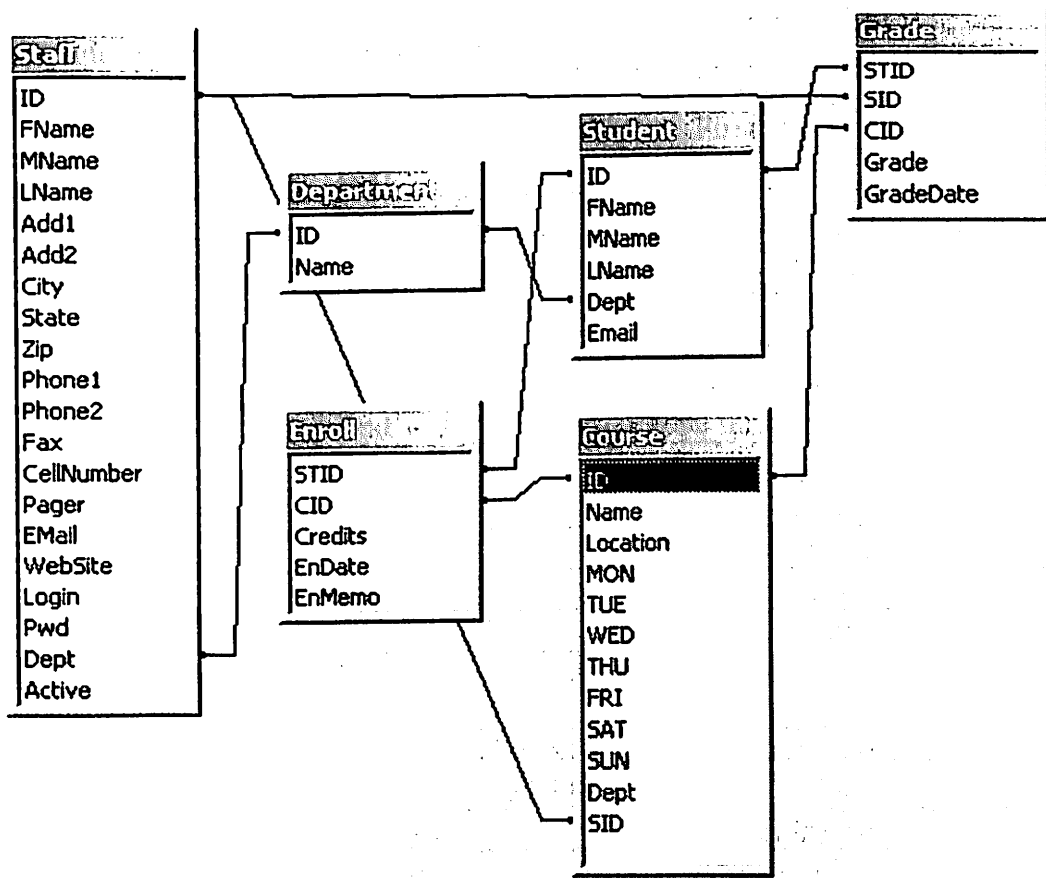 Staff
ID
FName
MName
LName
Add1
Add2
City
State
Zip
Phone1
Phone2
Fax
CellNumber
Pager
EMail
WebSite
Login
Pwd
Dept
Active
Department
ID
Name
Enroll
STID
CID
Credits
EnDate
EnMemo
Student
ID
FName
MName
LName
Dept
Email
Course
ID
Name
Location
MON
TUE
WED
THU
FRI
SAT
SUN
Dept
SID
Grade
STID
SID
CID
Grade
GradeDate